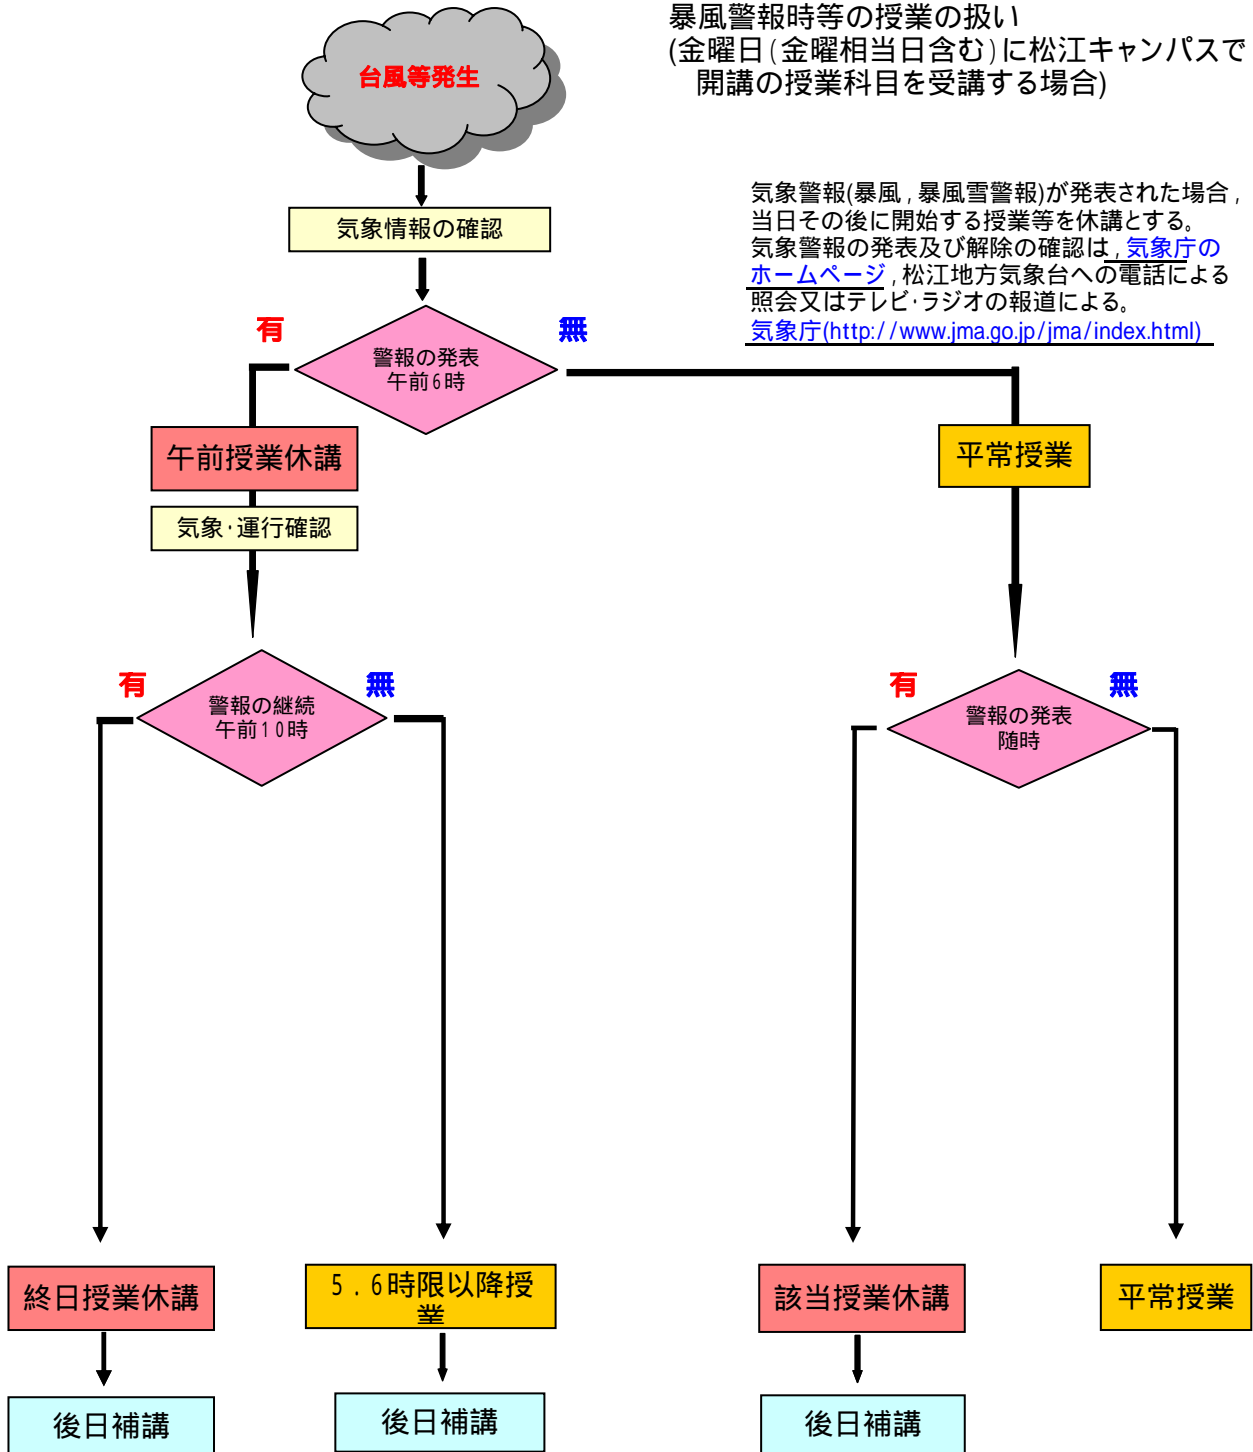 暴風警報時等の授業の扱い
(金曜日(金曜相当日含む)に松江キャンパスで
開講の授業科目を受講する場合)
台風等発生
気象警報(暴風,暴風雪警報)が発表された場合,
当日その後に開始する授業等を休講とする。
気象警報の発表及び解除の確認は,気象庁の
ホームページ,松江地方気象台への電話による
照会又はテレビ・ラジオの報道による。
気象庁(http://www.jma.go.jp/jma/index.html)
気象情報の確認
有
無
警報の発表
午前6時
午前授業休講
平常授業
気象・運行確認
有
無
警報の継続
午前10時
有
無
警報の発表
随時
終日授業休講
5.6時限以降授
業
該当授業休講
平常授業
後日補講
後日補講
後日補講